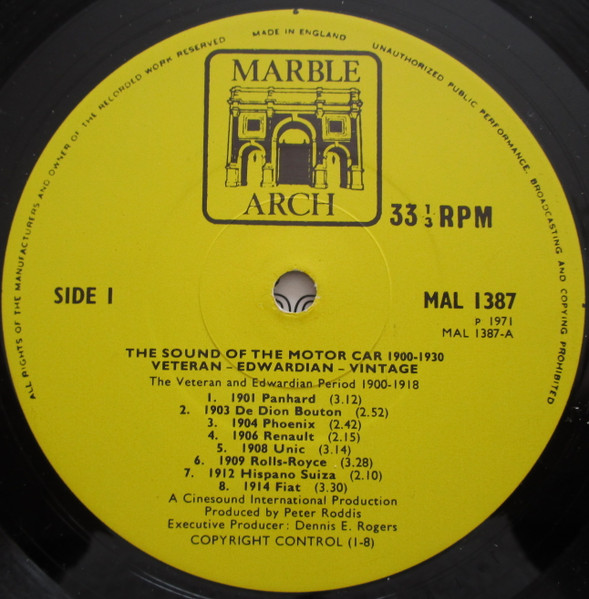 ALL RIGHTS OF THE MANUFACTURERS AND OWNER OF THE RECORDED WORK RESERVED
MADE IN ENGLAND
UNAUTHORIZED PUBLIC PERFORMANCE, BROADCASTING AND COPYING PROHIBITED
MARBLE
ARCH
33 1/3 RPM
SIDE 1
MAL 1387
P 1971
MAL 1387-A
THE SOUND OF THE MOTOR CAR 1900-1930
VETERAN – EDWARDIAN – VINTAGE
The Veteran and Edwardian Period 1900-1918
1. 1901 Panhard (3.12)
2. 1903 De Dion Bouton (2.52)
3. 1904 Phoenix (2.42)
4. 1906 Renault (2.15)
5. 1908 Unic (3.14)
6. 1909 Rolls-Royce (3.28)
7. 1912 Hispano Suiza (2.10)
8. 1914 Fiat (3.30)
A Cinesound International Production
Produced by Peter Roddis
Executive Producer: Dennis E. Rogers
COPYRIGHT CONTROL (1-8)